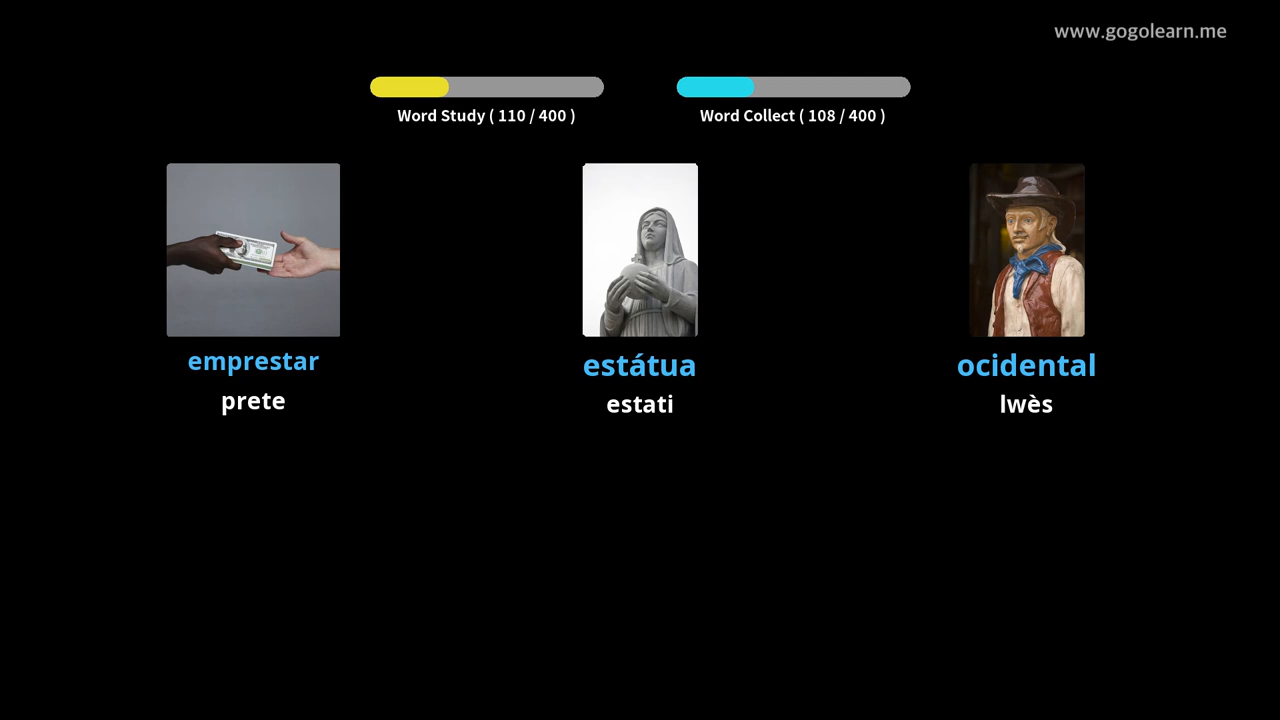 www.gogolearn.me
Word Study ( 110 / 400 )
Word Collect ( 108 / 400 )
emprestar
prete
estátua
estati
ocidental
lwès